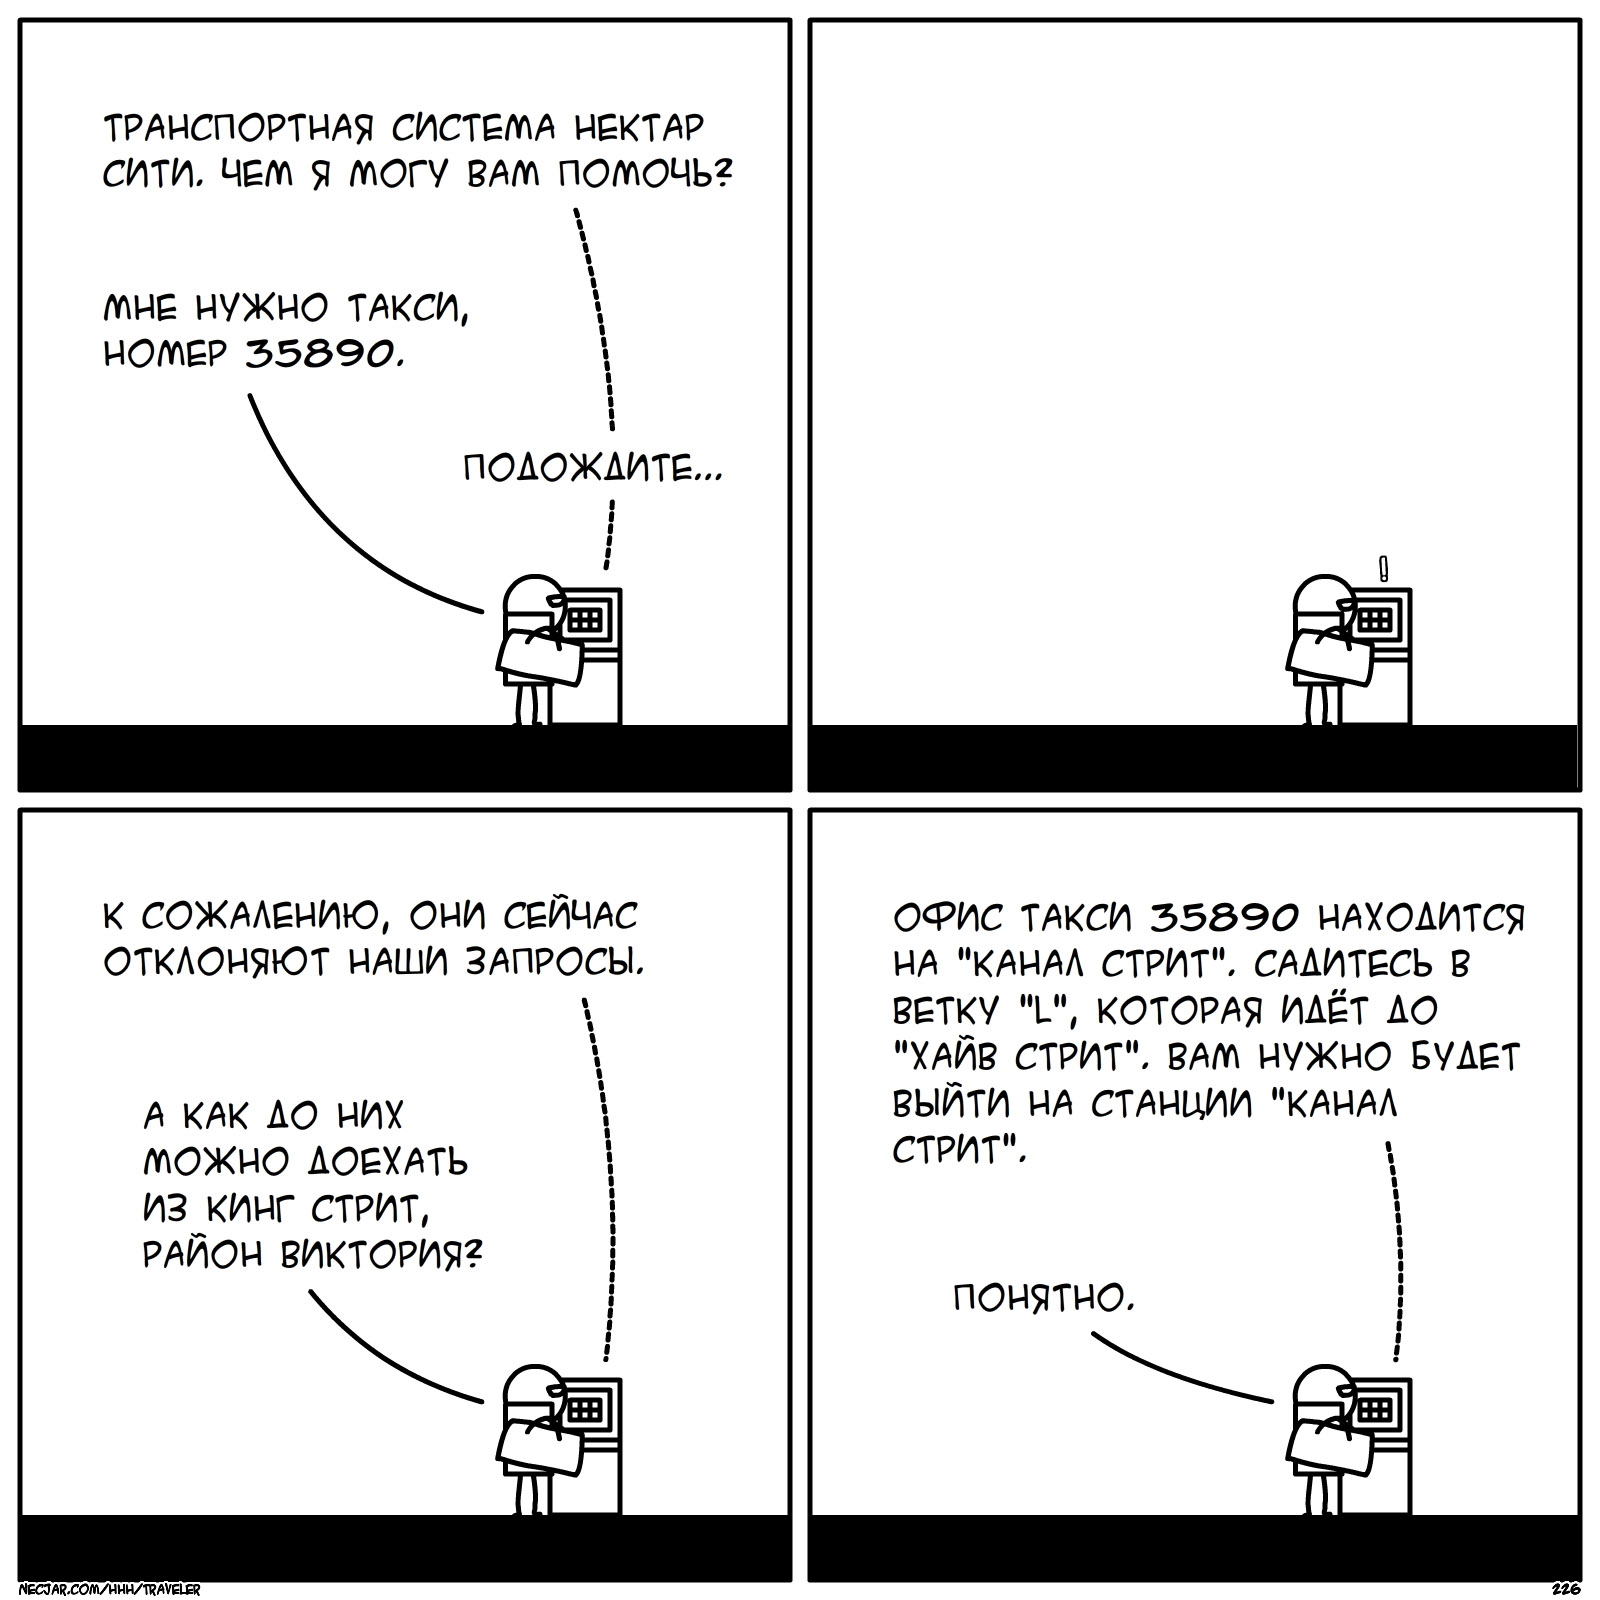 ТРАНСПОРТНАЯ СИСТЕМА НЕКТАР
СИТИ. ЧЕМ Я МОГУ ВАМ ПОМОЧЬ?
МНЕ НУЖНО ТАКСИ,
НОМЕР 35890.
ПОДОЖДИТЕ...
!
К СОЖАЛЕНИЮ, ОНИ СЕЙЧАС
ОТКЛОНЯЮТ НАШИ ЗАПРОСЫ.
А КАК ДО НИХ
МОЖНО ДОЕХАТЬ
ИЗ КИНГ СТРИТ,
РАЙОН ВИКТОРИЯ?
ОФИС ТАКСИ 35890 НАХОДИТСЯ
НА "КАНАЛ СТРИТ". САДИТЕСЬ В
ВЕТКУ "L", КОТОРАЯ ИДЁТ ДО
"ХАЙВ СТРИТ". ВАМ НУЖНО БУДЕТ
ВЫЙТИ НА СТАНЦИИ "КАНАЛ
СТРИТ".
ПОНЯТНО.
NECJAR.COM/HHH/TRAVELER
226